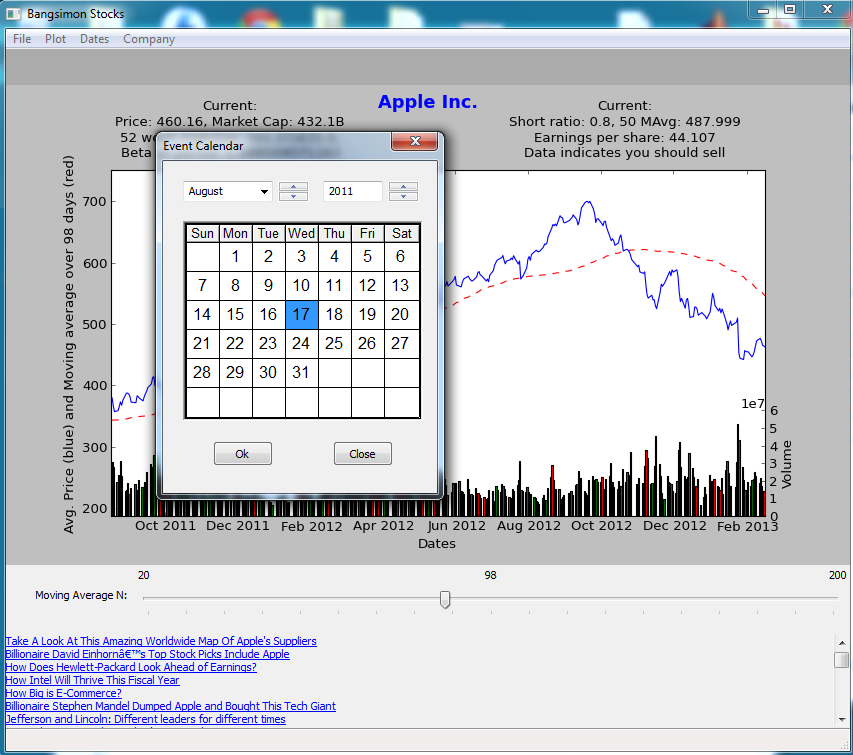 Bangsimon Stocks
File Plot Dates Company
Apple Inc.
Current:
Price: 460.16, Market Cap: 432.1B
52 we
Beta
Current:
Short ratio: 0.8, 50 MAvg: 487.999
Earnings per share: 44.107
Data indicates you should sell
Event Calendar
August 2011
Sun Mon Tue Wed Thu Fri Sat
1 2 3 4 5 6
7 8 9 10 11 12 13
14 15 16 17 18 19 20
21 22 23 24 25 26 27
28 29 30 31
Ok Close
Avg. Price (blue) and Moving average over 98 days (red)
700
600
500
400
300
200
1e7
6
5
4
3
2
1
0
Volume
Oct 2011 Dec 2011 Feb 2012 Apr 2012 Jun 2012 Aug 2012 Oct 2012 Dec 2012 Feb 2013
Dates
20 98 200
Moving Average N:
Take A Look At This Amazing Worldwide Map Of Apple's Suppliers
Billionaire David Einhornâ€™s Top Stock Picks Include Apple
How Does Hewlett-Packard Look Ahead of Earnings?
How Intel Will Thrive This Fiscal Year
How Big is E-Commerce?
Billionaire Stephen Mandel Dumped Apple and Bought This Tech Giant
Jefferson and Lincoln: Different leaders for different times